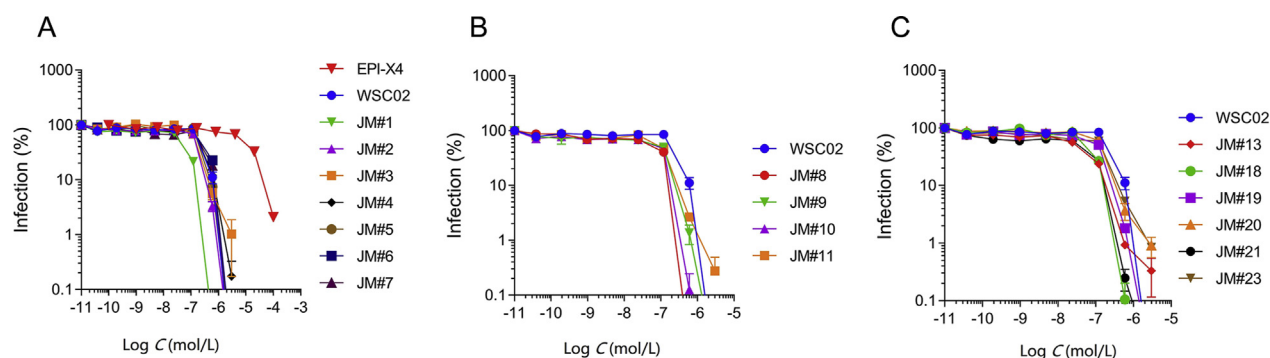 A
1000
100
10
1
0.1
Infection (%)
-11 -10 -9 -8 -7 -6 -5 -4 -3
Log C (mol/L)
EPI-X4
WSC02
JM#1
JM#2
JM#3
JM#4
JM#5
JM#6
JM#7
B
1000
100
10
1
0.1
Infection (%)
-11 -10 -9 -8 -7 -6 -5
Log C (mol/L)
WSC02
JM#8
JM#9
JM#10
JM#11
C
1000
100
10
1
0.1
Infection (%)
-11 -10 -9 -8 -7 -6 -5
Log C (mol/L)
WSC02
JM#13
JM#18
JM#19
JM#20
JM#21
JM#23